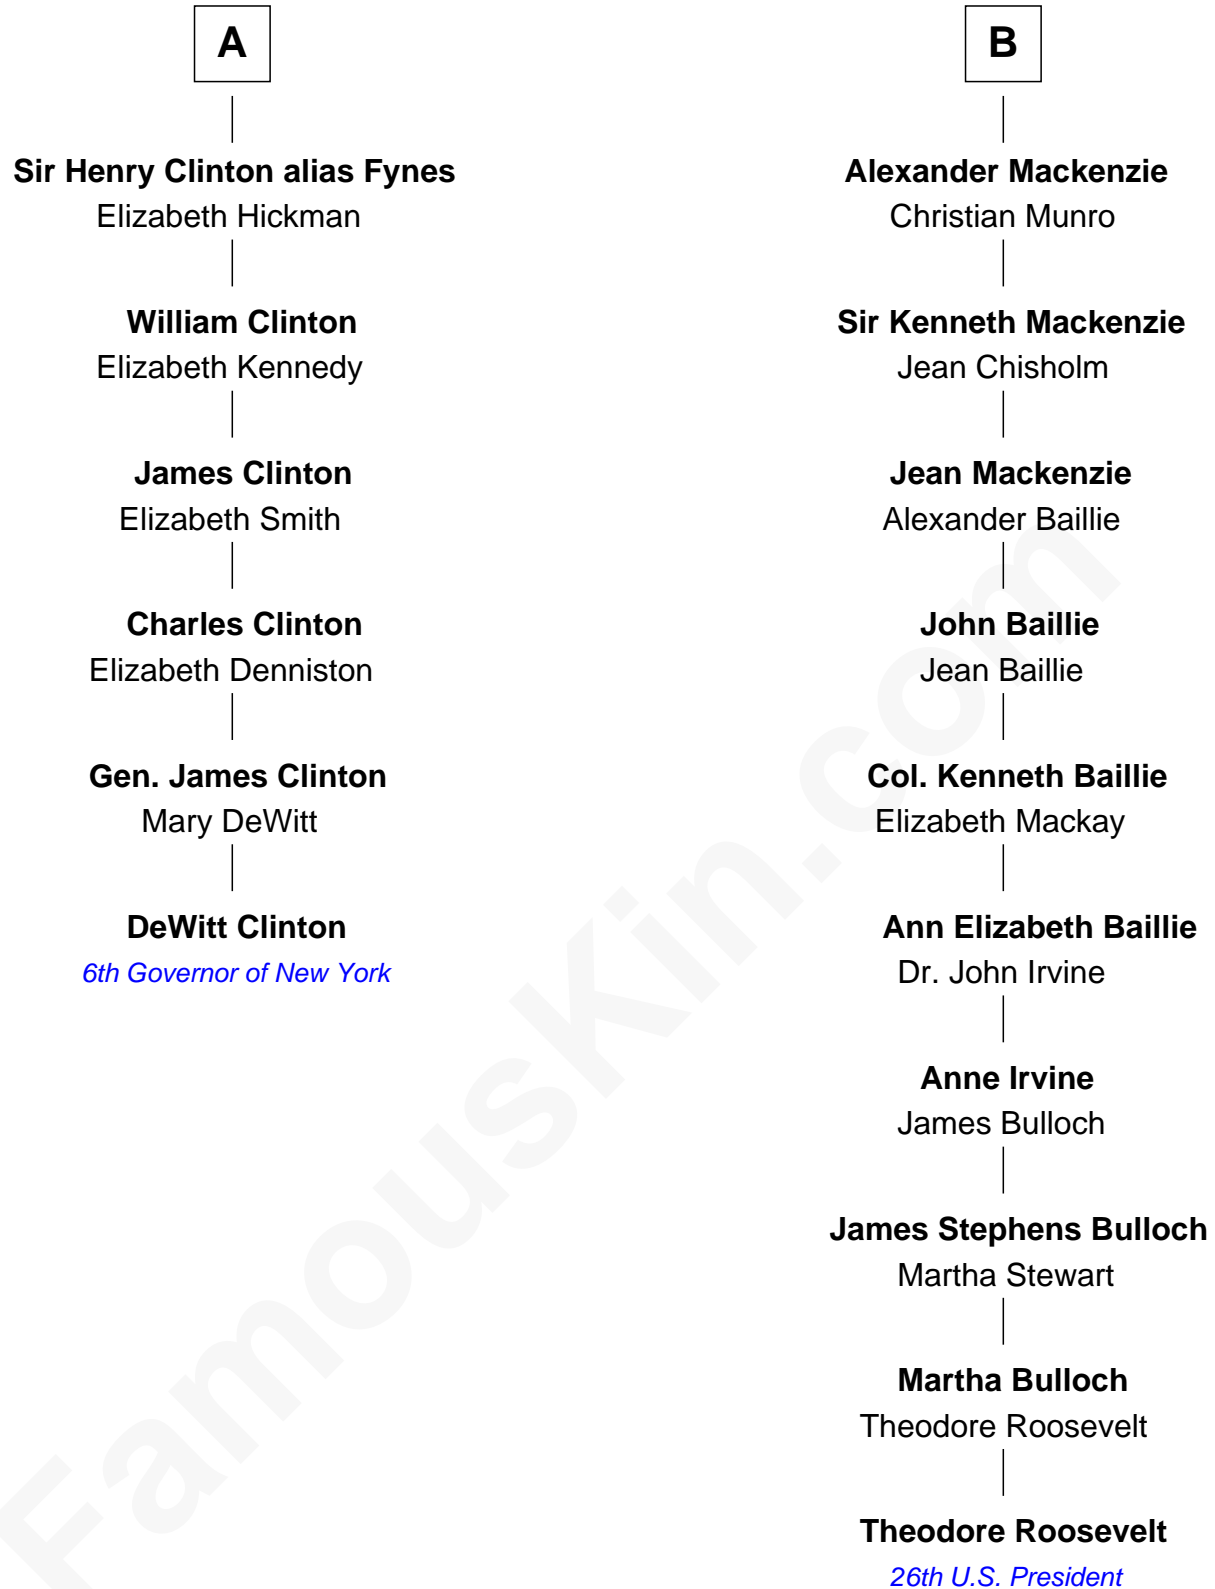 A
Sir Henry Clinton alias Fynes
Elizabeth Hickman
William Clinton
Elizabeth Kennedy
James Clinton
Elizabeth Smith
Charles Clinton
Elizabeth Denniston
Gen. James Clinton
Mary DeWitt
DeWitt Clinton
6th Governor of New York
B
Alexander Mackenzie
Christian Munro
Sir Kenneth Mackenzie
Jean Chisholm
Jean Mackenzie
Alexander Baillie
John Baillie
Jean Baillie
Col. Kenneth Baillie
Elizabeth Mackay
Ann Elizabeth Baillie
Dr. John Irvine
Anne Irvine
James Bulloch
James Stephens Bulloch
Martha Stewart
Martha Bulloch
Theodore Roosevelt
Theodore Roosevelt
26th U.S. President
FamousKin.com